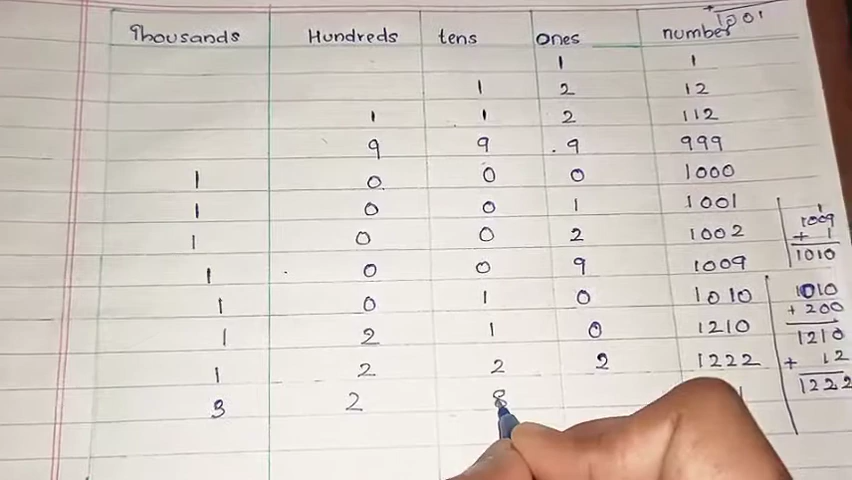 +
1001
Thousands Hundreds tens ones number
1 1
1 2 12
1 1 2 112
9 9 9 999
1 0 0 0 1000
1 0 0 1 1001
1 0 0 2 1002
1 0 0 9 1009
1 0 1 0 1010
1 2 1 0 1210
1 2 2 2 1222
3 2 8
1
1009
+ 1
1010
1010
+ 200
1210
+ 12
1222